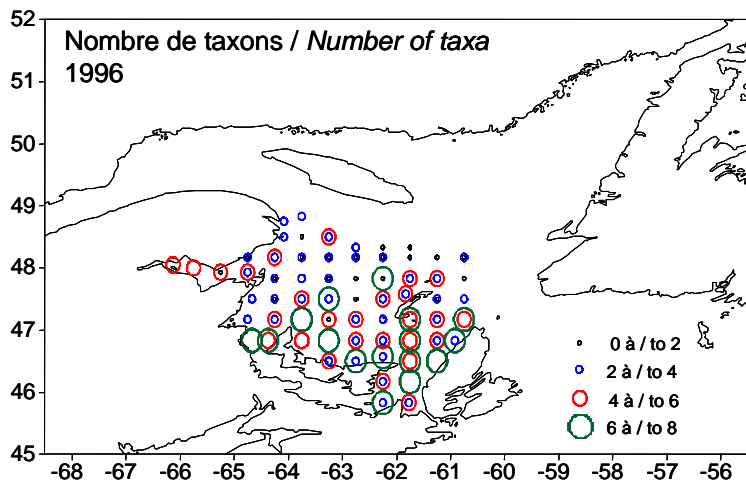 Nombre de taxons / Number of taxa
1996
52
51
50
49
48
47
46
45
0 à / to 2
2 à / to 4
4 à / to 6
6 à / to 8
-68 -67 -66 -65 -64 -63 -62 -61 -60 -59 -58 -57 -56